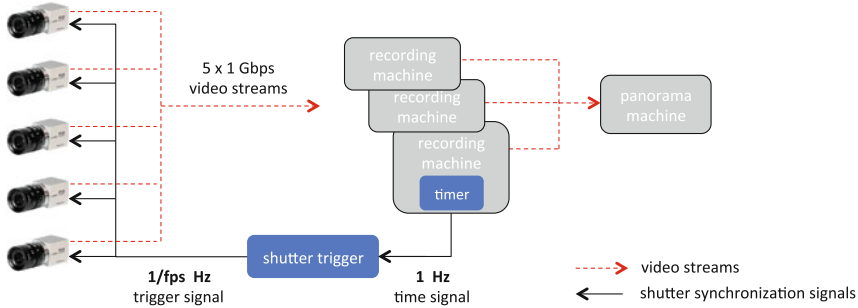 5 x 1 Gbps
video streams
recording
machine
recording
machine
recording
machine
timer
panorama
machine
shutter trigger
1/fps Hz
trigger signal
1 Hz
time signal
video streams
shutter synchronization signals